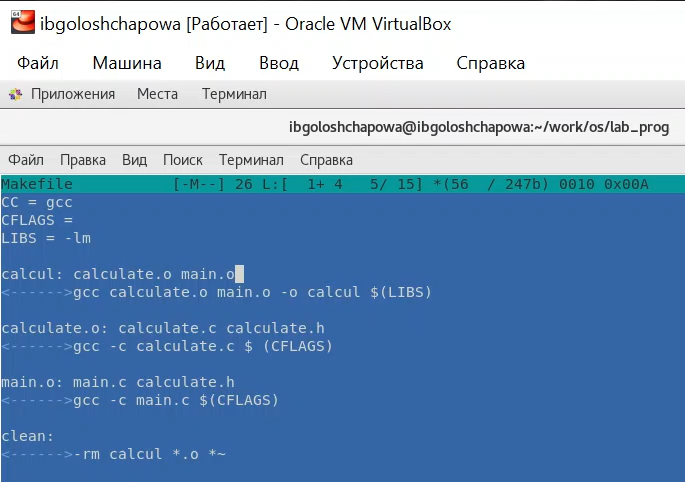 ibgoloshchapowa [Работает] - Oracle VM VirtualBox
Файл Машина Вид Ввод Устройства Справка
Приложения Места Терминал
ibgoloshchapowa@ibgoloshchapowa:~/work/os/lab_prog
Файл Правка Вид Поиск Терминал Справка
Makefile [-M--] 26 L:[ 1+ 4 5/ 15] *(56 / 247b) 0010 0x00A
CC = gcc
CFLAGS =
LIBS = -lm
calcul: calculate.o main.o
<------>gcc calculate.o main.o -o calcul $(LIBS)
calculate.o: calculate.c calculate.h
<------>gcc -c calculate.c $ (CFLAGS)
main.o: main.c calculate.h
<------>gcc -c main.c $(CFLAGS)
clean:
<------>-rm calcul *.o *~